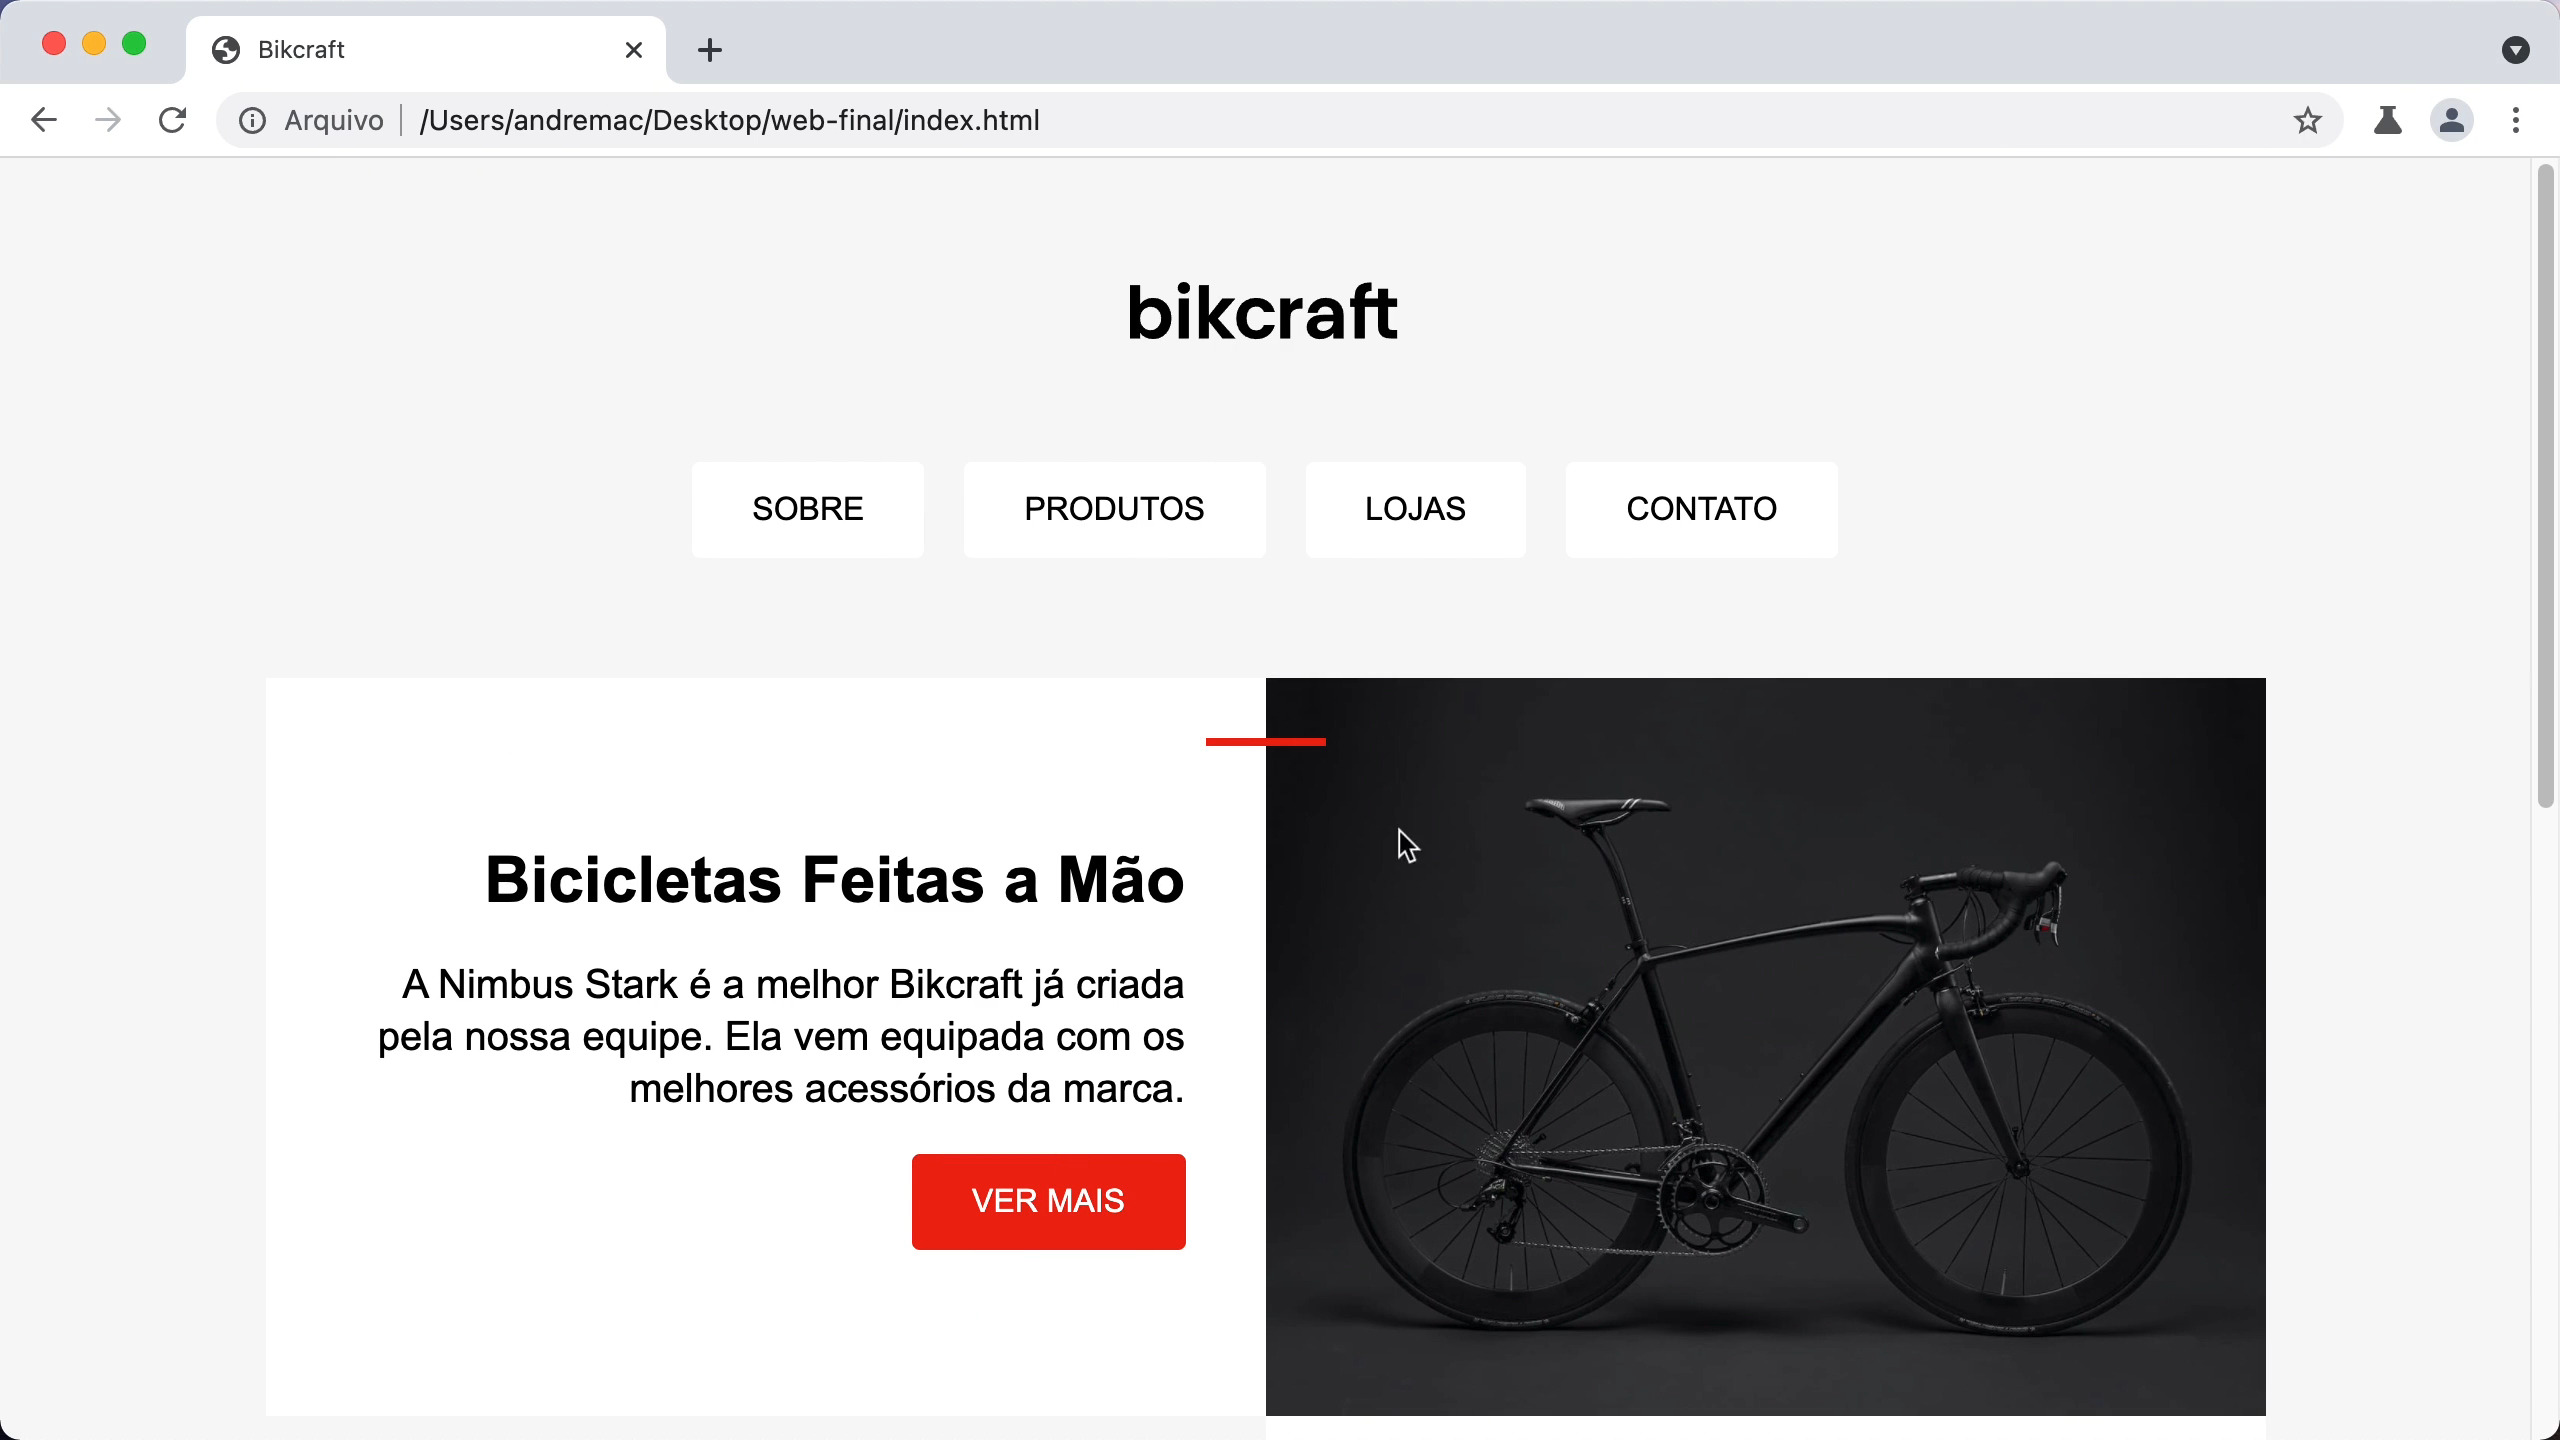 Bikcraft
Arquivo /Users/andremac/Desktop/web-final/index.html
bikcraft
SOBRE PRODUTOS LOJAS CONTATO
Bicicletas Feitas a Mão
A Nimbus Stark é a melhor Bikcraft já criada
pela nossa equipe. Ela vem equipada com os
melhores acessórios da marca.
VER MAIS